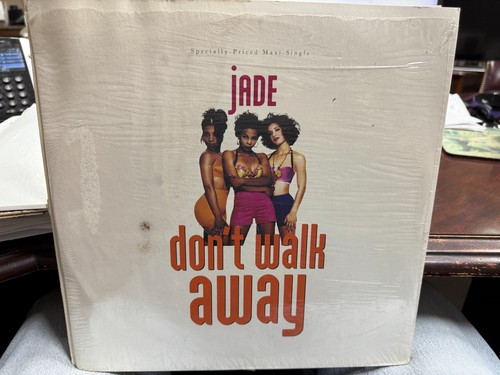 Specially-Priced Maxi-Single
jADE
don't walk
away